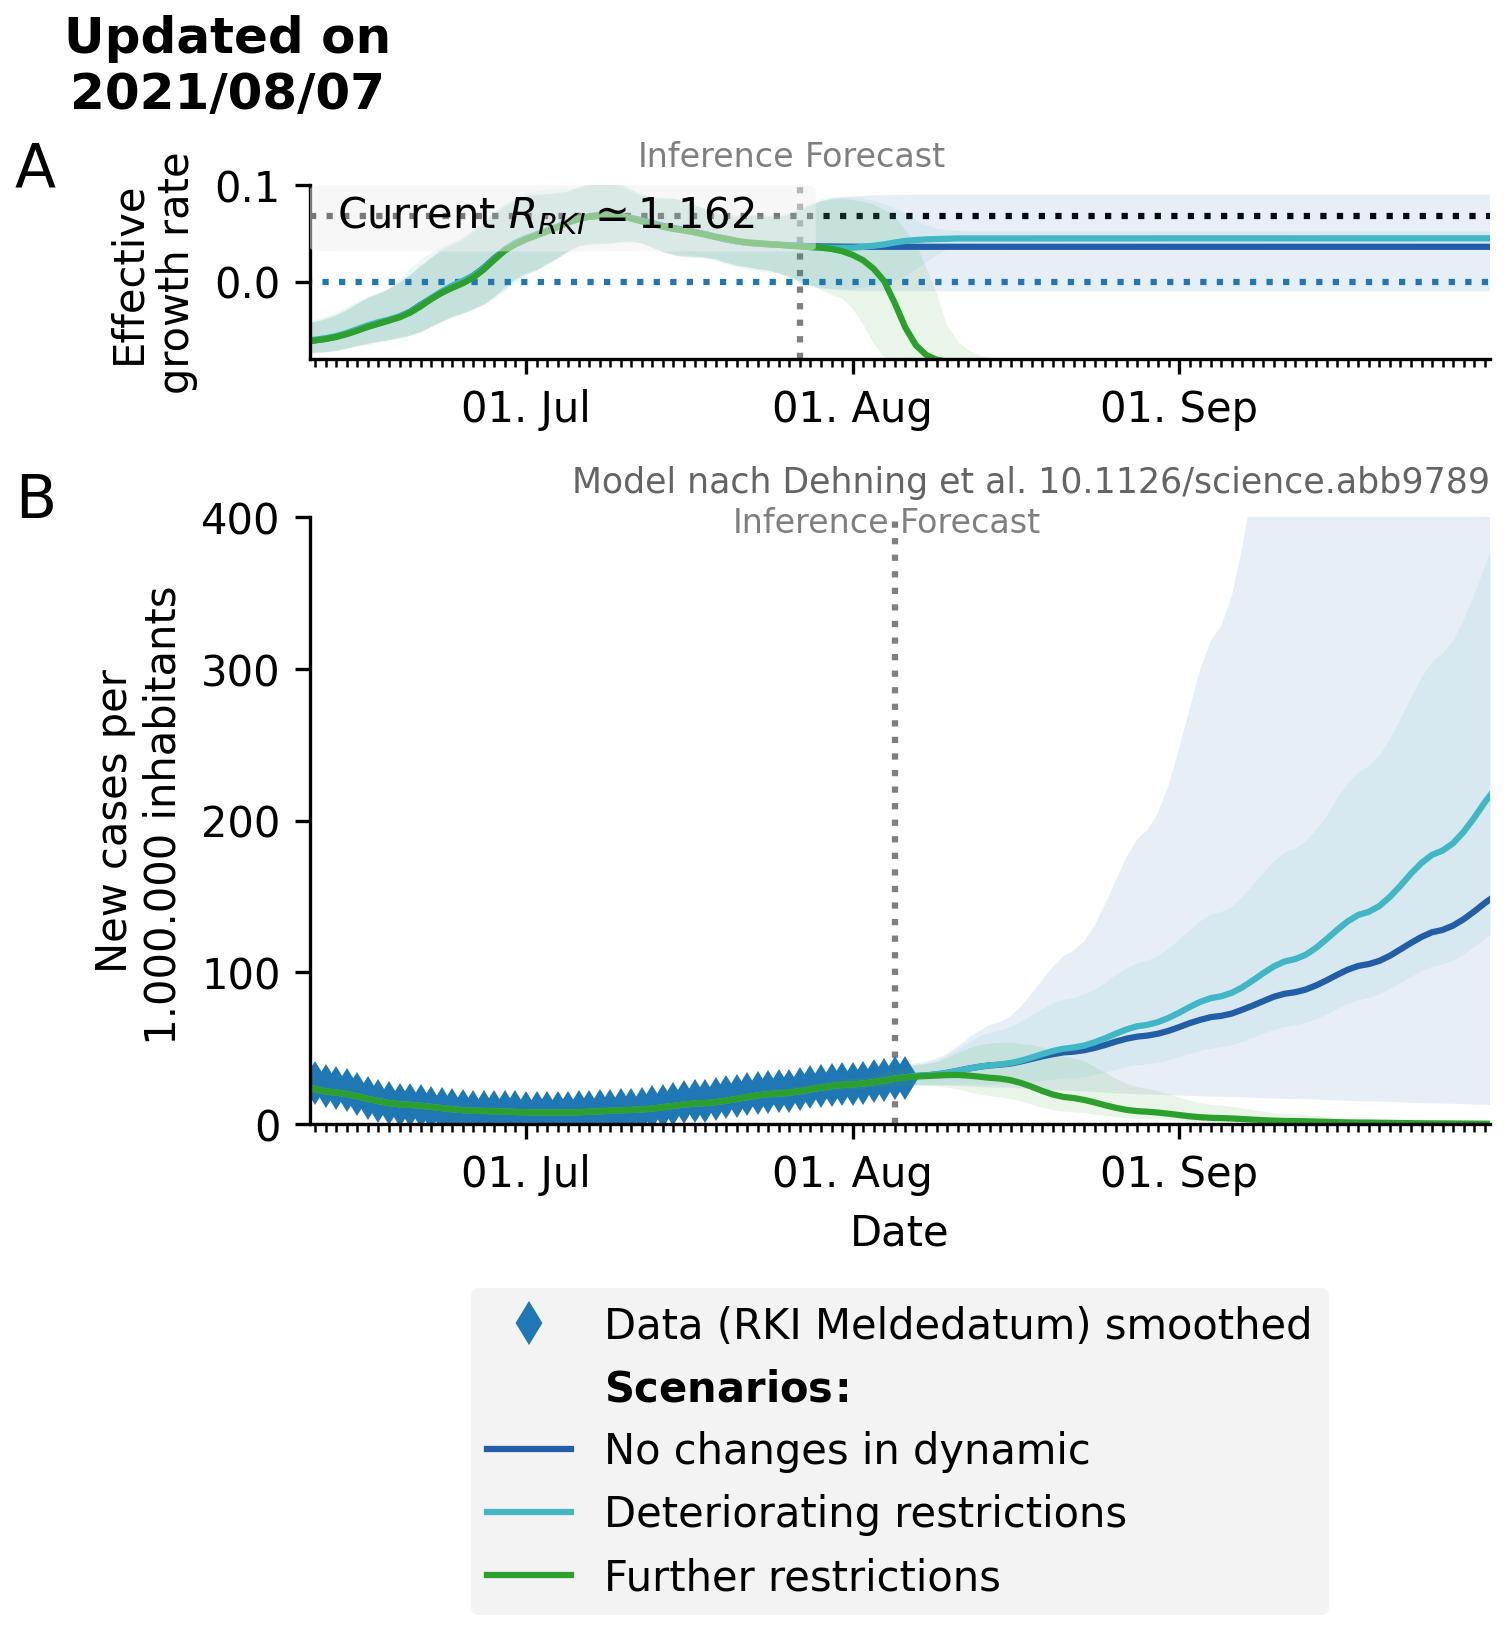 Updated on
2021/08/07
A
Inference Forecast
Effective
growth rate
0.1
0.0
Current R_RKI ≃ 1.162
01. Jul
01. Aug
01. Sep
B
Model nach Dehning et al. 10.1126/science.abb9789
Inference Forecast
New cases per
1.000.000 inhabitants
400
300
200
100
0
01. Jul
01. Aug
01. Sep
Date
Data (RKI Meldedatum) smoothed
Scenarios:
No changes in dynamic
Deteriorating restrictions
Further restrictions